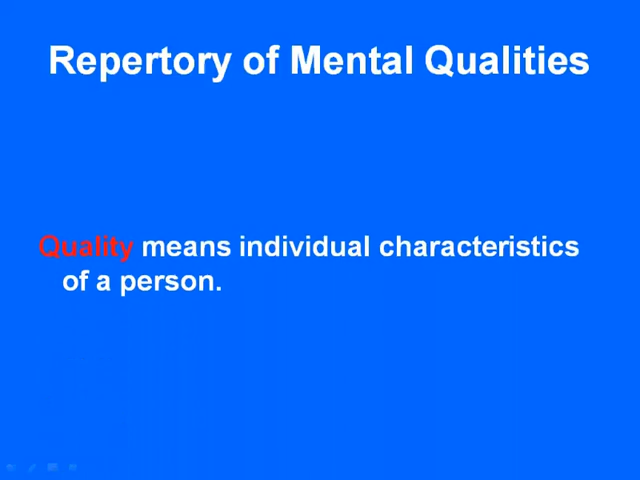 Repertory of Mental Qualities
Quality means individual characteristics
of a person.